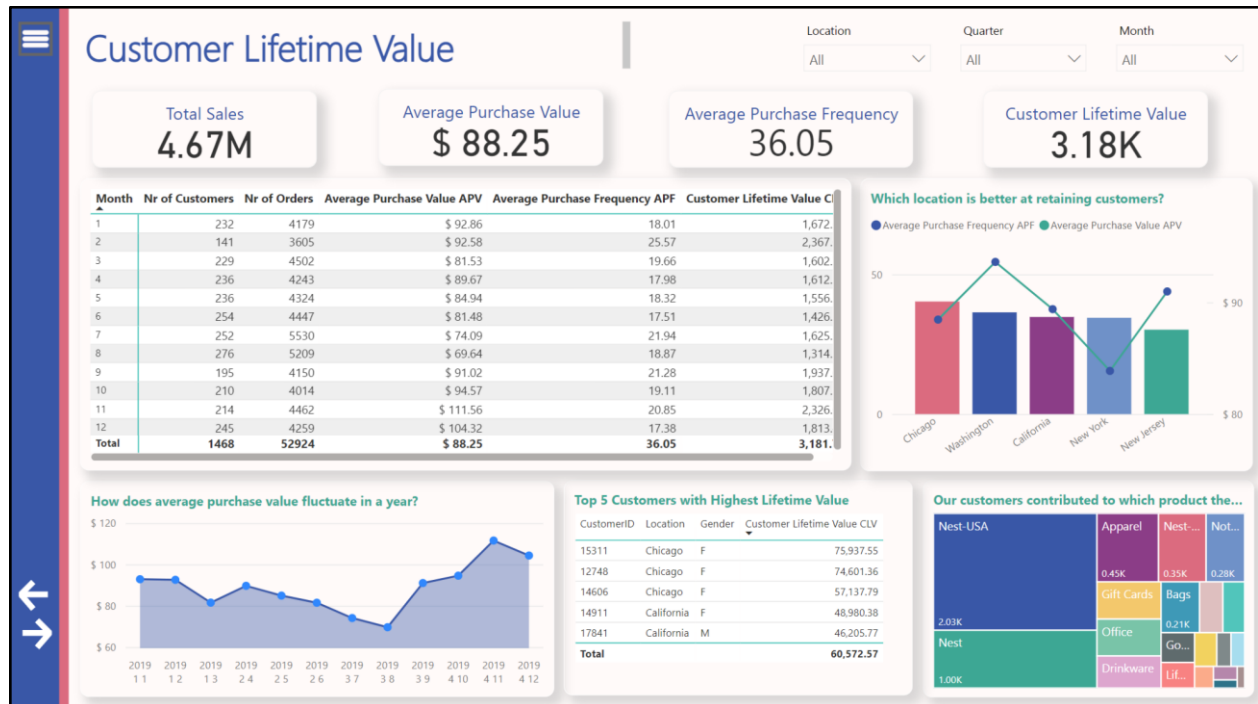 Customer Lifetime Value
Location Quarter Month
All All All
Total Sales
4.67M
Average Purchase Value
$ 88.25
Average Purchase Frequency
36.05
Customer Lifetime Value
3.18K
Month Nr of Customers Nr of Orders Average Purchase Value APV Average Purchase Frequency APF Customer Lifetime Value Cl
1 232 4179 $ 92.86 18.01 1,672.
2 141 3605 $ 92.58 25.57 2,367.
3 229 4502 $ 81.53 19.66 1,602.
4 236 4243 $ 89.67 17.98 1,612.
5 236 4324 $ 84.94 18.32 1,556.
6 254 4447 $ 81.48 17.51 1,426.
7 252 5530 $ 74.09 21.94 1,625.
8 276 5209 $ 69.64 18.87 1,314.
9 195 4150 $ 91.02 21.28 1,937.
10 210 4014 $ 94.57 19.11 1,807.
11 214 4462 $ 111.56 20.85 2,326.
12 245 4259 $ 104.32 17.38 1,813.
Total 1468 52924 $ 88.25 36.05 3,181.
Which location is better at retaining customers?
Average Purchase Frequency APF Average Purchase Value APV
50
$ 90
0
$ 80
Chicago Washington California New York New Jersey
How does average purchase value fluctuate in a year?
$ 120
$ 100
$ 80
$ 60
2019 2019 2019 2019 2019 2019 2019 2019 2019 2019 2019 2019
1 1 1 2 1 3 2 4 2 5 2 6 3 7 3 8 3 9 4 10 4 11 4 12
Top 5 Customers with Highest Lifetime Value
CustomerID Location Gender Customer Lifetime Value CLV
15311 Chicago F 75,937.55
12748 Chicago F 74,601.36
14606 Chicago F 57,137.79
14911 California F 48,980.38
17841 California M 46,205.77
Total 60,572.57
Our customers contributed to which product the...
Nest-USA
2.03K
Nest
1.00K
Apparel
0.45K
Nest-...
0.35K
Not...
0.28K
Gift Cards
Bags
0.21K
Office
Go...
Drinkware
Lif...